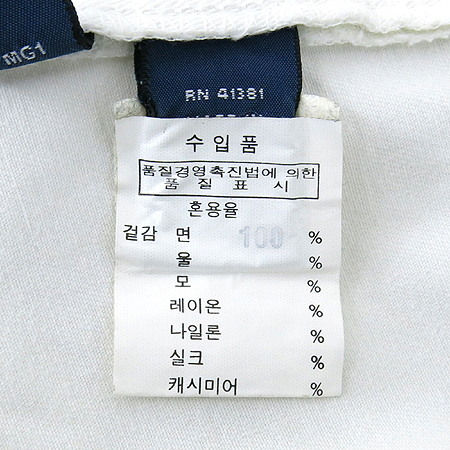 MG1
RN 41381
수입품
품질경영촉진법에 의한
품 질 표 시
혼용율
겉감 면 100 %
울 %
모 %
레이온 %
나일론 %
실크 %
캐시미어 %